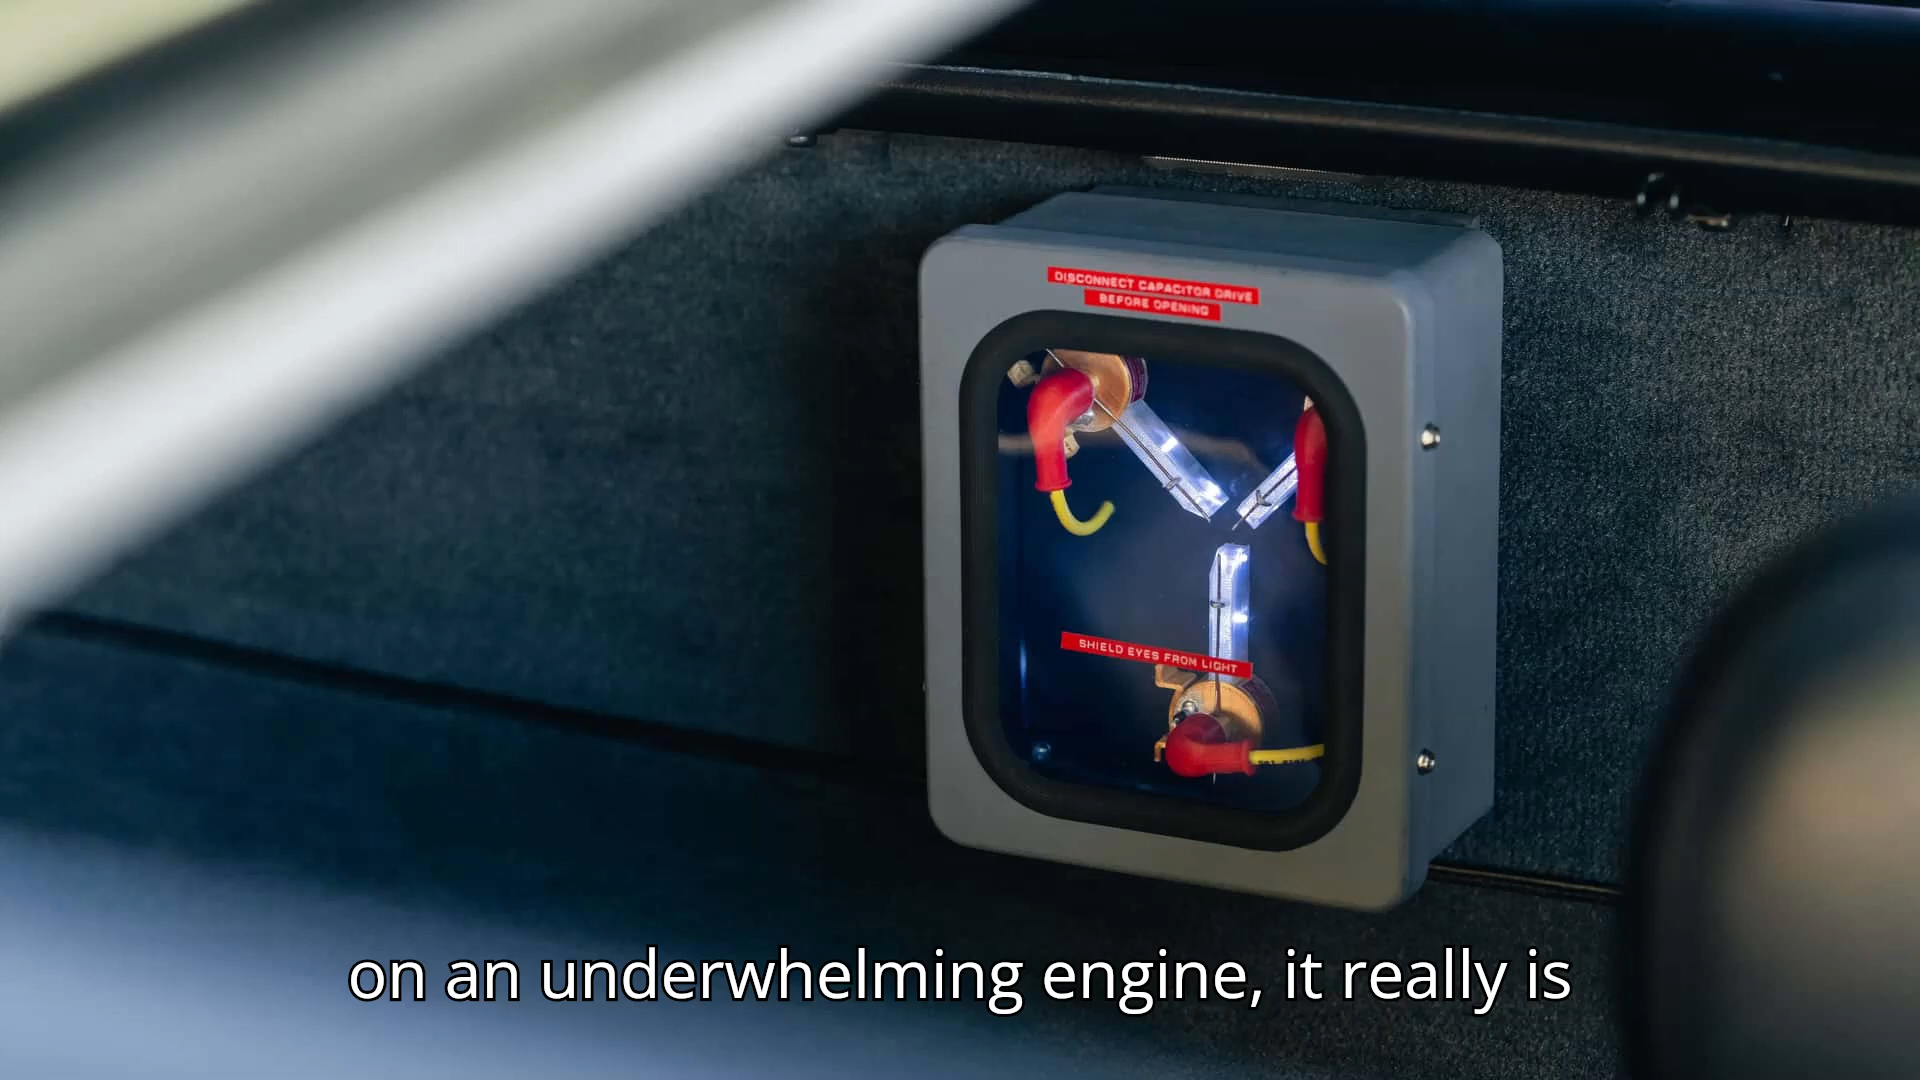 DISCONNECT CAPACITOR DRIVE
BEFORE OPENING
SHIELD EYES FROM LIGHT
on an underwhelming engine, it really is